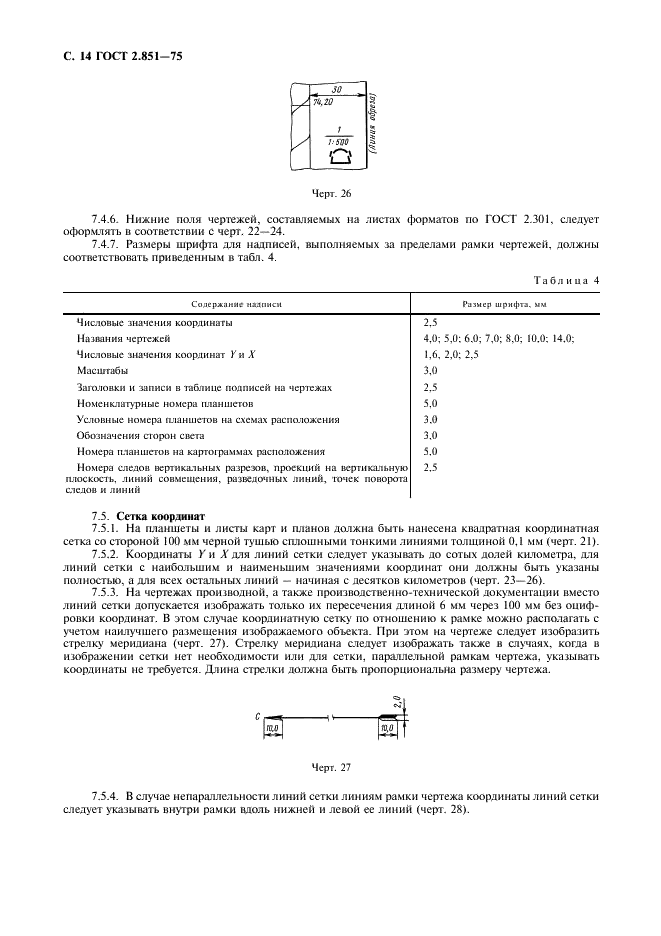 С. 14 ГОСТ 2.851—75
30
74,20
1
1:500
(Линия обреза)
Черт. 26
7.4.6. Нижние поля чертежей, составляемых на листах форматов по ГОСТ 2.301, следует
оформлять в соответствии с черт. 22—24.
7.4.7. Размеры шрифта для надписей, выполняемых за пределами рамки чертежей, должны
соответствовать приведенным в табл. 4.
Таблица 4
Содержание надписи Размер шрифта, мм
Числовые значения координаты 2,5
Названия чертежей 4,0; 5,0; 6,0; 7,0; 8,0; 10,0; 14,0;
Числовые значения координат Y и X 1,6, 2,0; 2,5
Масштабы 3,0
Заголовки и записи в таблице подписей на чертежах 2,5
Номенклатурные номера планшетов 5,0
Условные номера планшетов на схемах расположения 3,0
Обозначения сторон света 3,0
Номера планшетов на картограммах расположения 5,0
Номера следов вертикальных разрезов, проекций на вертикальную 2,5
плоскость, линий совмещения, разведочных линий, точек поворота
следов и линий
7.5. Сетка координат
7.5.1. На планшеты и листы карт и планов должна быть нанесена квадратная координатная
сетка со стороной 100 мм черной тушью сплошными тонкими линиями толщиной 0,1 мм (черт. 21).
7.5.2. Координаты Y и X для линий сетки следует указывать до сотых долей километра, для
линий сетки с наибольшим и наименьшим значениями координат они должны быть указаны
полностью, а для всех остальных линий — начиная с десятков километров (черт. 23—26).
7.5.3. На чертежах производной, а также производственно-технической документации вместо
линий сетки допускается изображать только их пересечения длиной 6 мм через 100 мм без оциф-
ровки координат. В этом случае координатную сетку по отношению к рамке можно располагать с
учетом наилучшего размещения изображаемого объекта. При этом на чертеже следует изобразить
стрелку меридиана (черт. 27). Стрелку меридиана следует изображать также в случаях, когда в
изображении сетки нет необходимости или для сетки, параллельной рамкам чертежа, указывать
координаты не требуется. Длина стрелки должна быть пропорциональна размеру чертежа.
С
10,0
10,0
2,0
Черт. 27
7.5.4. В случае непараллельности линий сетки линиям рамки чертежа координаты линий сетки
следует указывать внутри рамки вдоль нижней и левой ее линий (черт. 28).